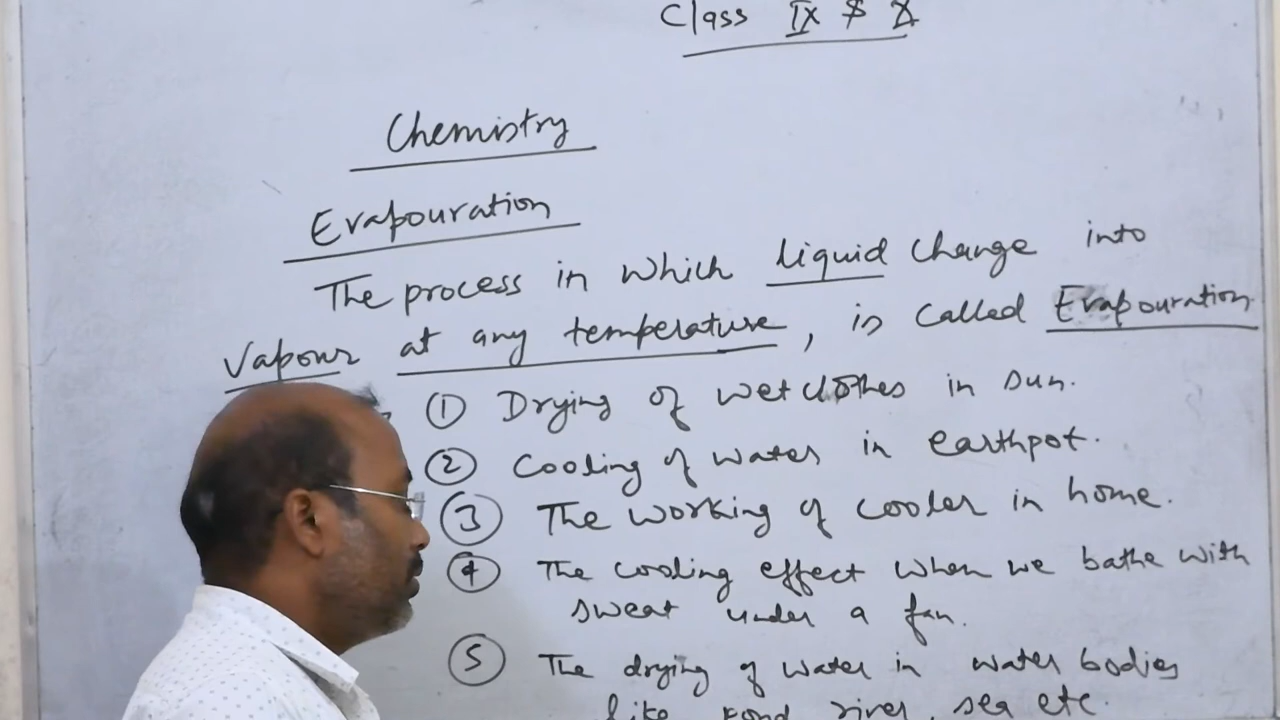 Class IX & X
Chemistry
Evapouration
The process in which liquid change into
Vapour at any temperature, is called Evapouration
① Drying of wet clothes in sun.
② Cooling of water in earthpot.
③ The working of cooler in home.
④ The cooling effect when we bathe with
sweat under a fan.
⑤ The drying of water in water bodies
like pond river, sea etc.